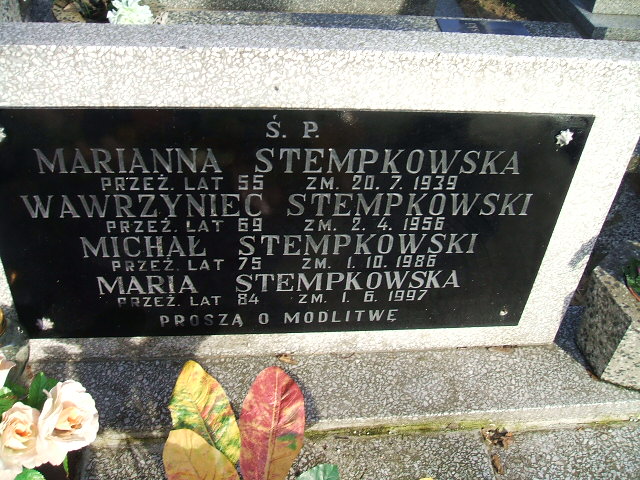 Ś. P.
MARIANNA STEMPKOWSKA
PRZEŻ. LAT 55 ZM. 20.7.1939
WAWRZYNIEC STEMPKOWSKI
PRZEŻ. LAT 69 ZM. 2.4.1956
MICHAŁ STEMPKOWSKI
PRZEŻ. LAT 75 ZM. 1.10.1986
MARIA STEMPKOWSKA
PRZEŻ. LAT 84 ZM. 1.6.1997
PROSZĄ O MODLITWĘ